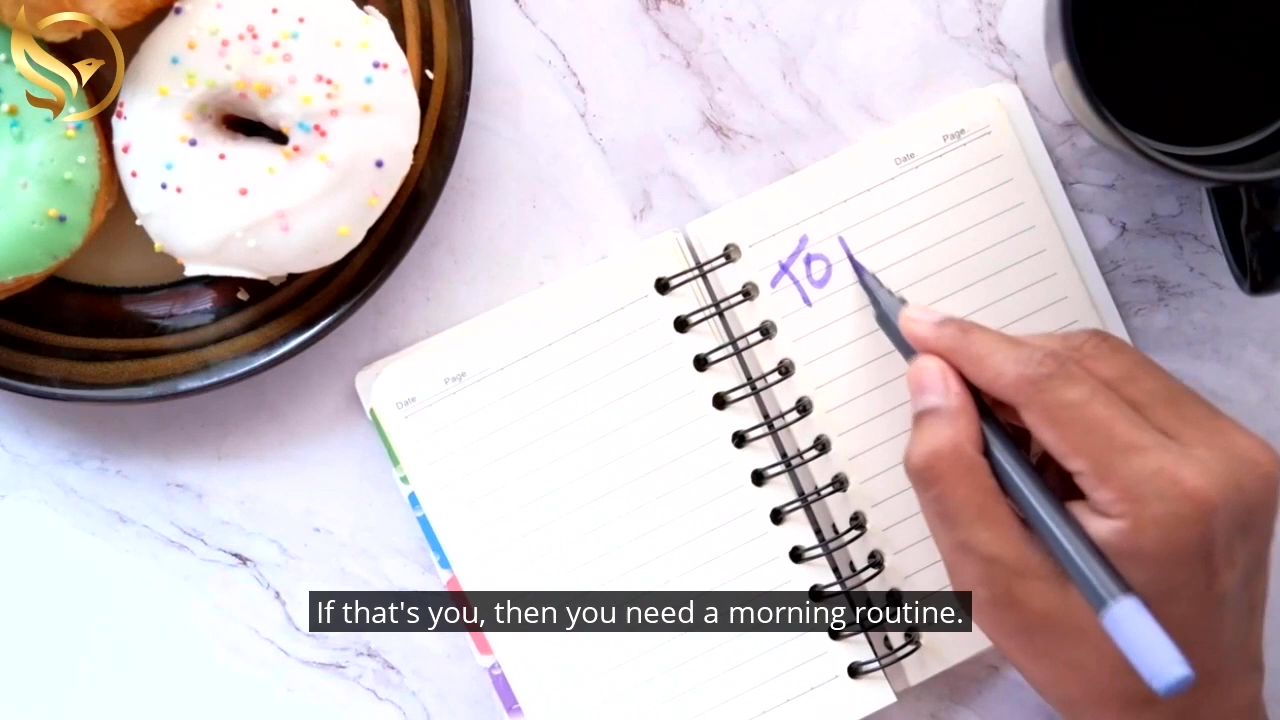 Date Page
TO
Date Page
If that's you, then you need a morning routine.